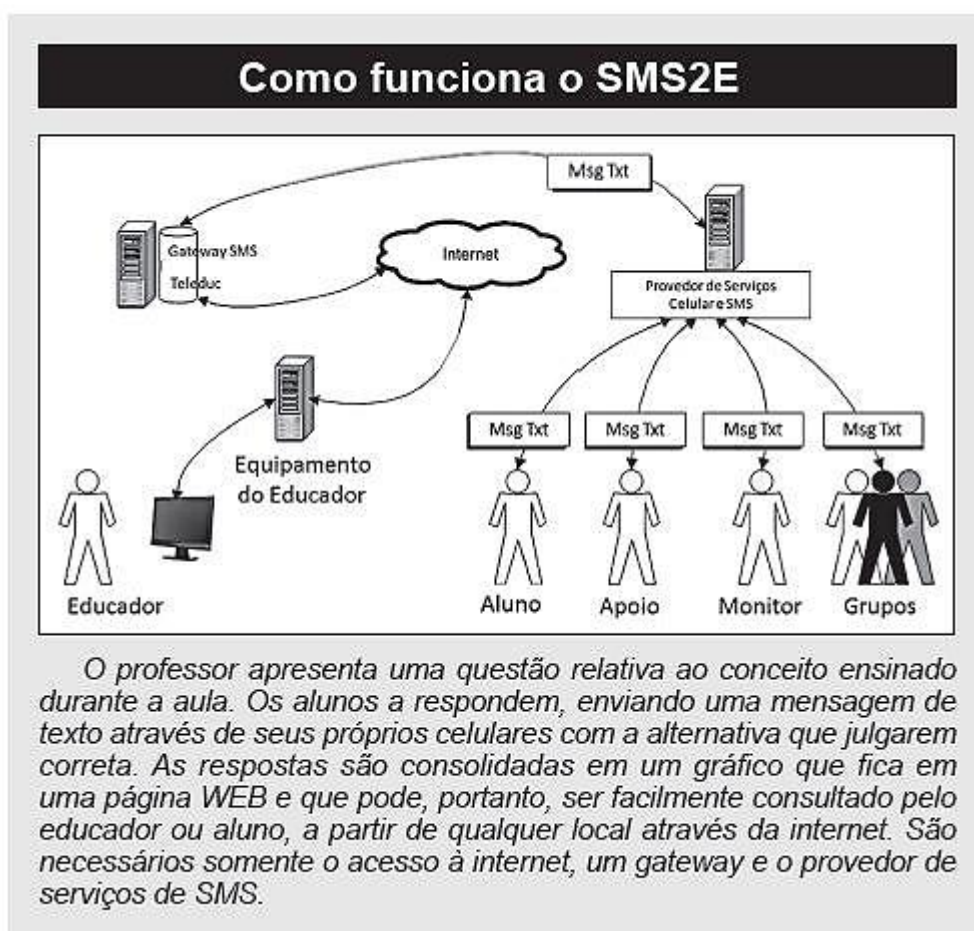 Como funciona o SMS2E
Msg Txt
Gateway SMS
Teleduc
Internet
Provedor de Serviços
Celular e SMS
Msg Txt
Msg Txt
Msg Txt
Msg Txt
Equipamento
do Educador
Educador
Aluno
Apoio
Monitor
Grupos
O professor apresenta uma questão relativa ao conceito ensinado
durante a aula. Os alunos a respondem, enviando uma mensagem de
texto através de seus próprios celulares com a alternativa que julgarem
correta. As respostas são consolidadas em um gráfico que fica em
uma página WEB e que pode, portanto, ser facilmente consultado pelo
educador ou aluno, a partir de qualquer local através da internet. São
necessários somente o acesso à internet, um gateway e o provedor de
serviços de SMS.